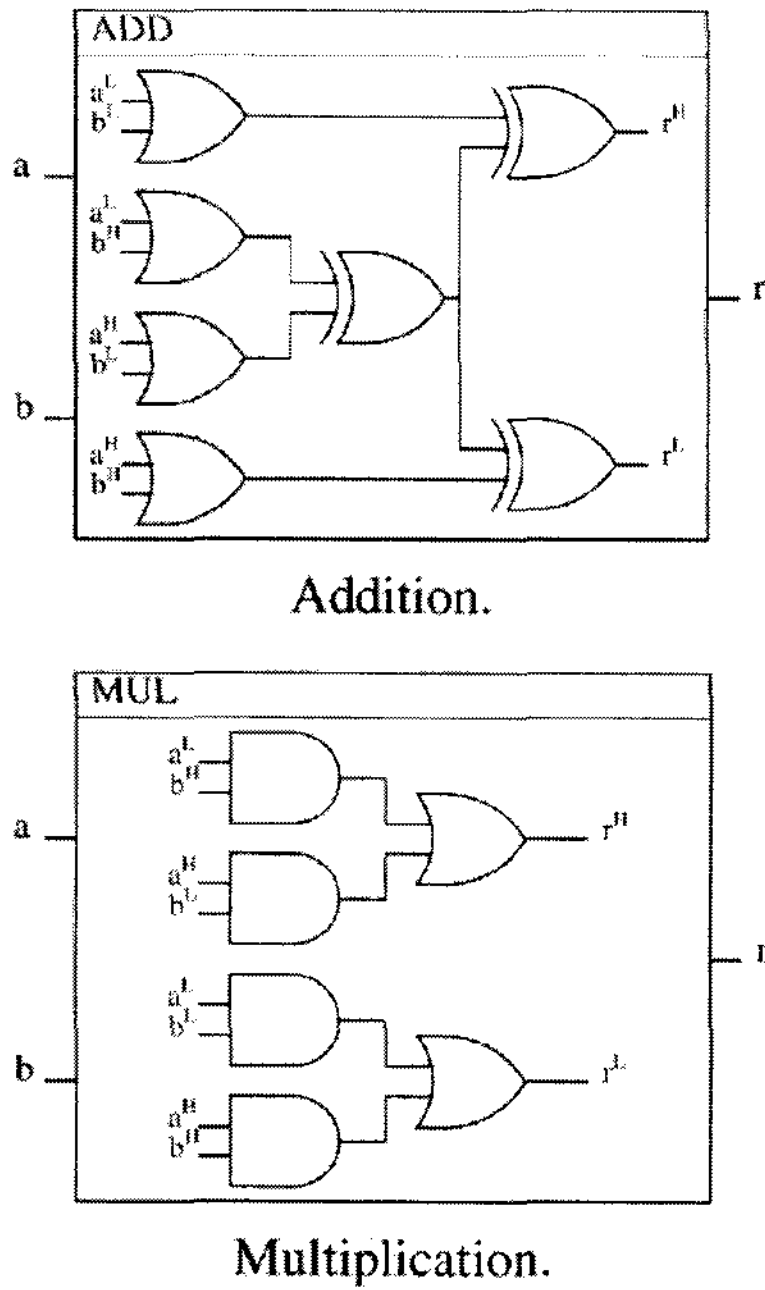 ADD
a^L
b^L
r^H
a
a^L
b^H
r
a^H
b^L
b
a^H
b^H
r^L
Addition.
MUL
a^L
b^H
a
r^H
a^H
b^L
r
a^L
b^L
b
r^L
a^H
b^H
Multiplication.